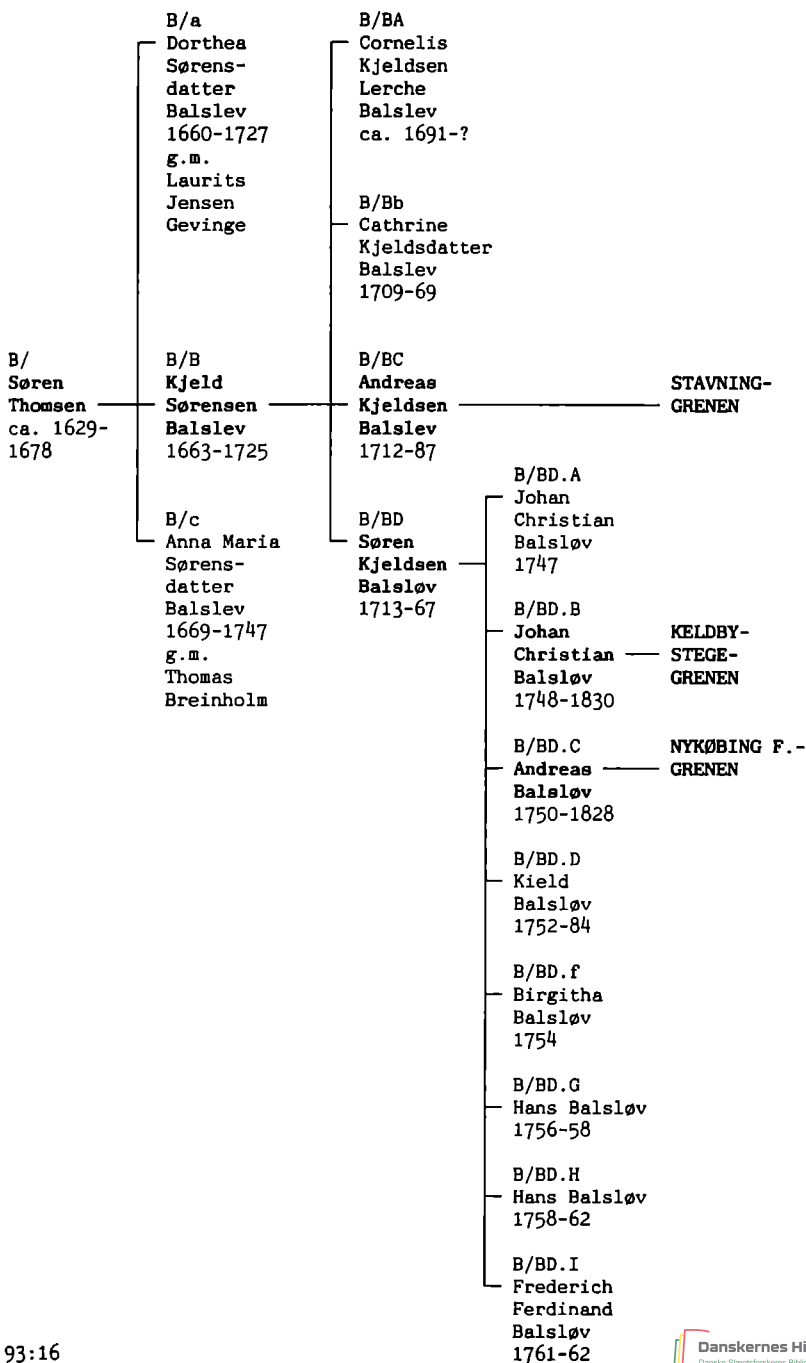 B/a
Dorthea
Sørens-
datter
Balslev
1660-1727
g.m.
Laurits
Jensen
Gevinge
B/BA
Cornelis
Kjeldsen
Lerche
Balslev
ca. 1691-?
B/Bb
Cathrine
Kjeldsdatter
Balslev
1709-69
B/
Søren
Thomsen
ca. 1629-
1678
B/B
Kjeld
Sørensen
Balslev
1663-1725
B/BC
Andreas
Kjeldsen
Balslev
1712-87
STAVNING-
GRENEN
B/c
Anna Maria
Sørens-
datter
Balslev
1669-1747
g.m.
Thomas
Breinholm
B/BD
Søren
Kjeldsen
Balsløv
1713-67
B/BD.A
Johan
Christian
Balsløv
1747
B/BD.B
Johan
Christian
Balsløv
1748-1830
KELDBY-
STEGE-
GRENEN
B/BD.C
Andreas
Balsløv
1750-1828
NYKØBING F.-
GRENEN
B/BD.D
Kield
Balsløv
1752-84
B/BD.f
Birgitha
Balsløv
1754
B/BD.G
Hans Balsløv
1756-58
B/BD.H
Hans Balsløv
1758-62
B/BD.I
Frederich
Ferdinand
Balsløv
1761-62
93:16
Danskernes Hi